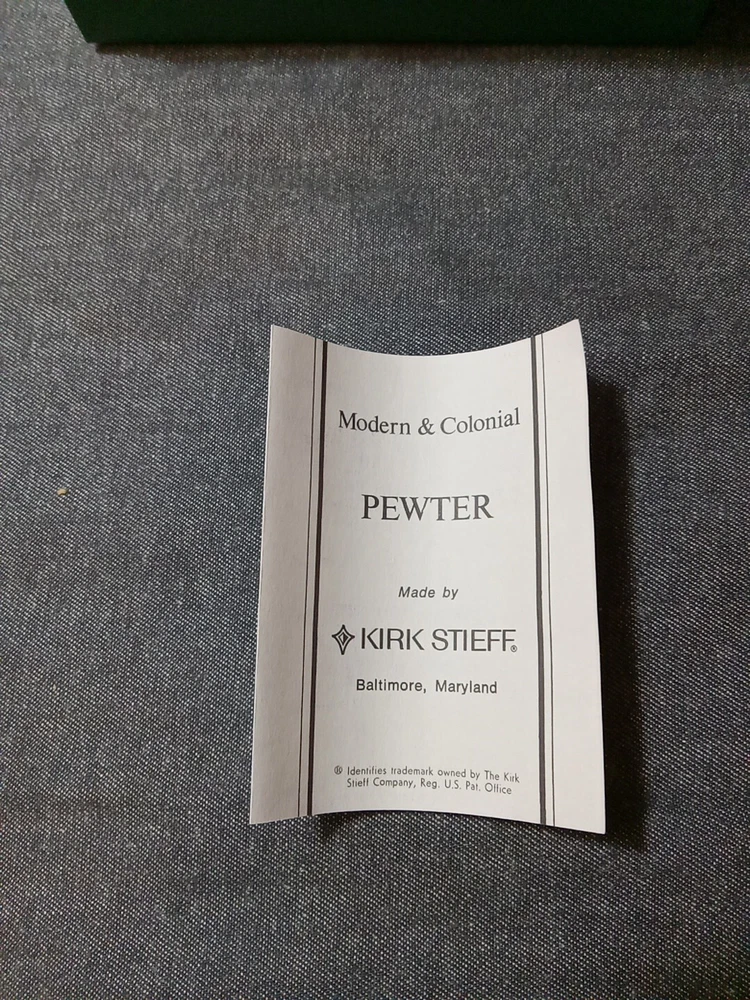 Modern & Colonial
PEWTER
Made by
KIRK STIEFF®
Baltimore, Maryland
® Identifies trademark owned by The Kirk
Stieff Company, Reg. U.S. Pat. Office